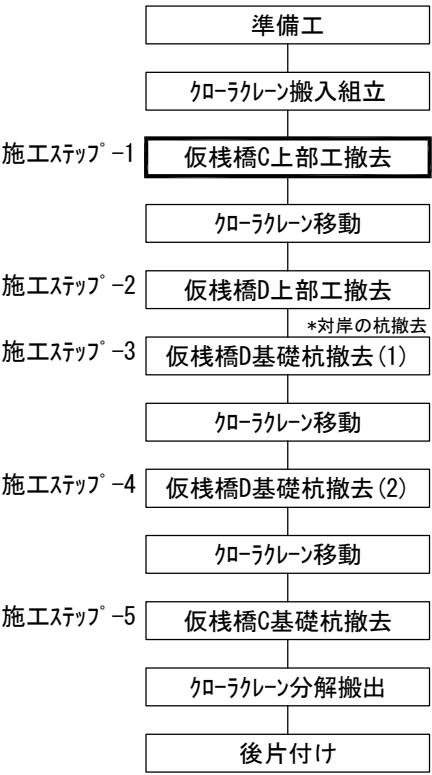 準備工
ｸﾛｰﾗｸﾚｰﾝ搬入組立
施工ｽﾃｯﾌﾟ-1
仮桟橋C上部工撤去
ｸﾛｰﾗｸﾚｰﾝ移動
施工ｽﾃｯﾌﾟ-2
仮桟橋D上部工撤去
*対岸の杭撤去
施工ｽﾃｯﾌﾟ-3
仮桟橋D基礎杭撤去(1)
ｸﾛｰﾗｸﾚｰﾝ移動
施工ｽﾃｯﾌﾟ-4
仮桟橋D基礎杭撤去(2)
ｸﾛｰﾗｸﾚｰﾝ移動
施工ｽﾃｯﾌﾟ-5
仮桟橋C基礎杭撤去
ｸﾛｰﾗｸﾚｰﾝ分解搬出
後片付け